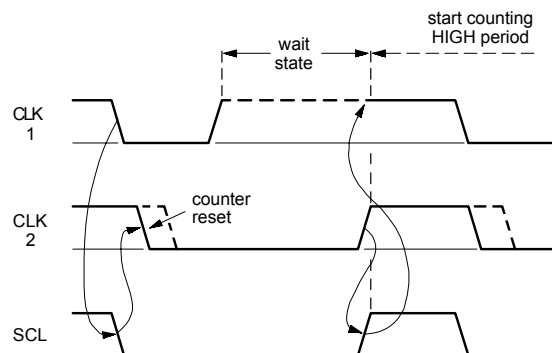 start counting
HIGH period
wait
state
CLK
1
counter
reset
CLK
2
SCL